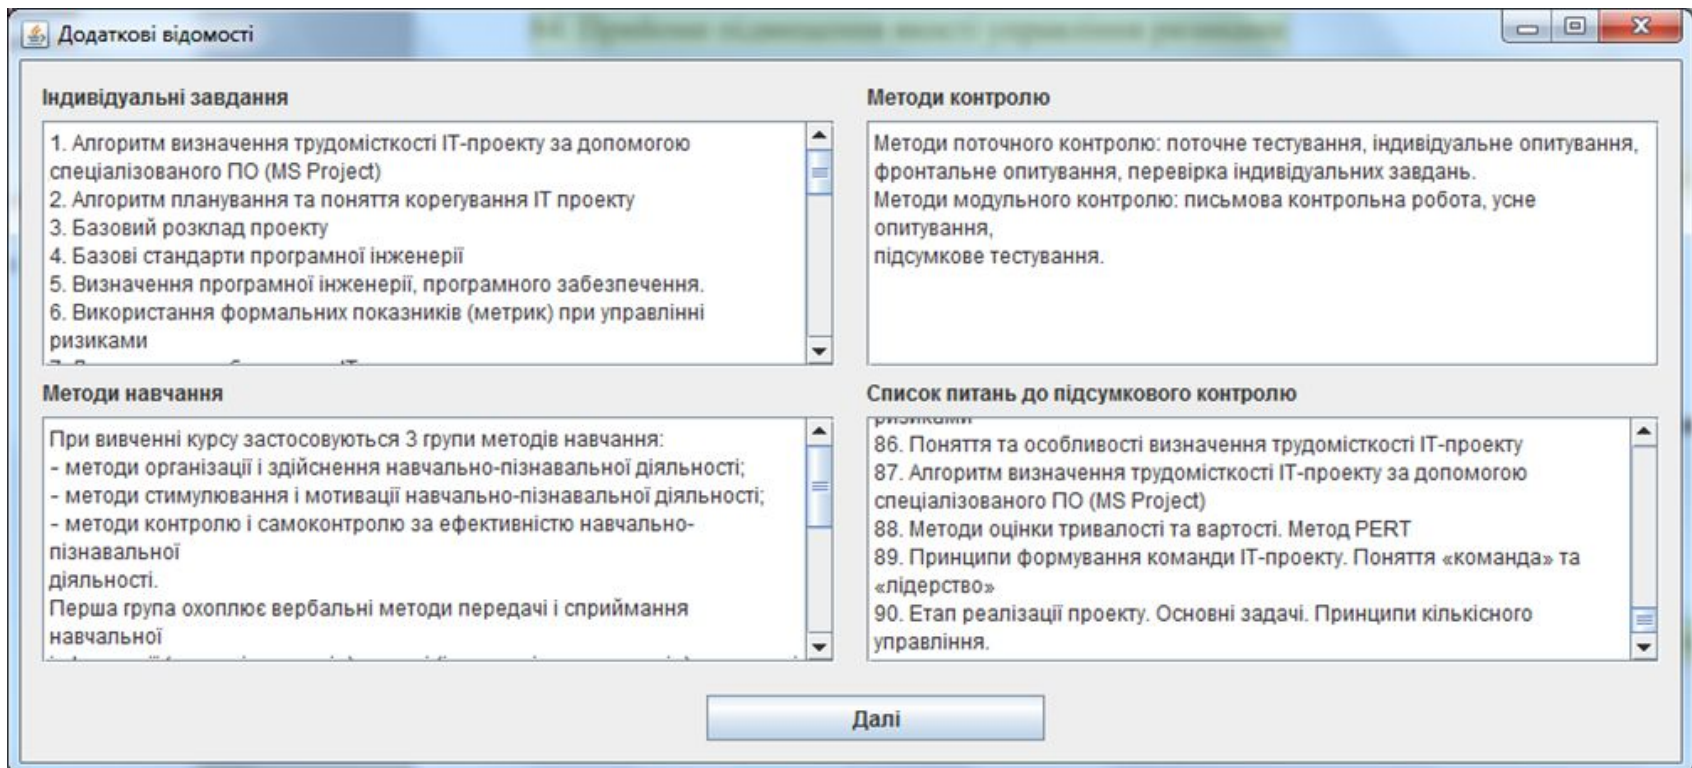 Додаткові відомості
Індивідуальні завдання
1. Алгоритм визначення трудомісткості ІТ-проекту за допомогою
спеціалізованого ПО (MS Project)
2. Алгоритм планування та поняття корегування ІТ проекту
3. Базовий розклад проекту
4. Базові стандарти програмної інженерії
5. Визначення програмної інженерії, програмного забезпечення.
6. Використання формальних показників (метрик) при управлінні
ризиками
Методи контролю
Методи поточного контролю: поточне тестування, індивідуальне опитування,
фронтальне опитування, перевірка індивідуальних завдань.
Методи модульного контролю: письмова контрольна робота, усне
опитування,
підсумкове тестування.
Методи навчання
При вивченні курсу застосовуються 3 групи методів навчання:
- методи організації і здійснення навчально-пізнавальної діяльності;
- методи стимулювання і мотивації навчально-пізнавальної діяльності;
- методи контролю і самоконтролю за ефективністю навчально-
пізнавальної
діяльності.
Перша група охоплює вербальні методи передачі і сприймання
навчальної
Список питань до підсумкового контролю
ризиками
86. Поняття та особливості визначення трудомісткості ІТ-проекту
87. Алгоритм визначення трудомісткості ІТ-проекту за допомогою
спеціалізованого ПО (MS Project)
88. Методи оцінки тривалості та вартості. Метод PERT
89. Принципи формування команди ІТ-проекту. Поняття «команда» та
«лідерство»
90. Етап реалізації проекту. Основні задачі. Принципи кількісного
управління.
Далі